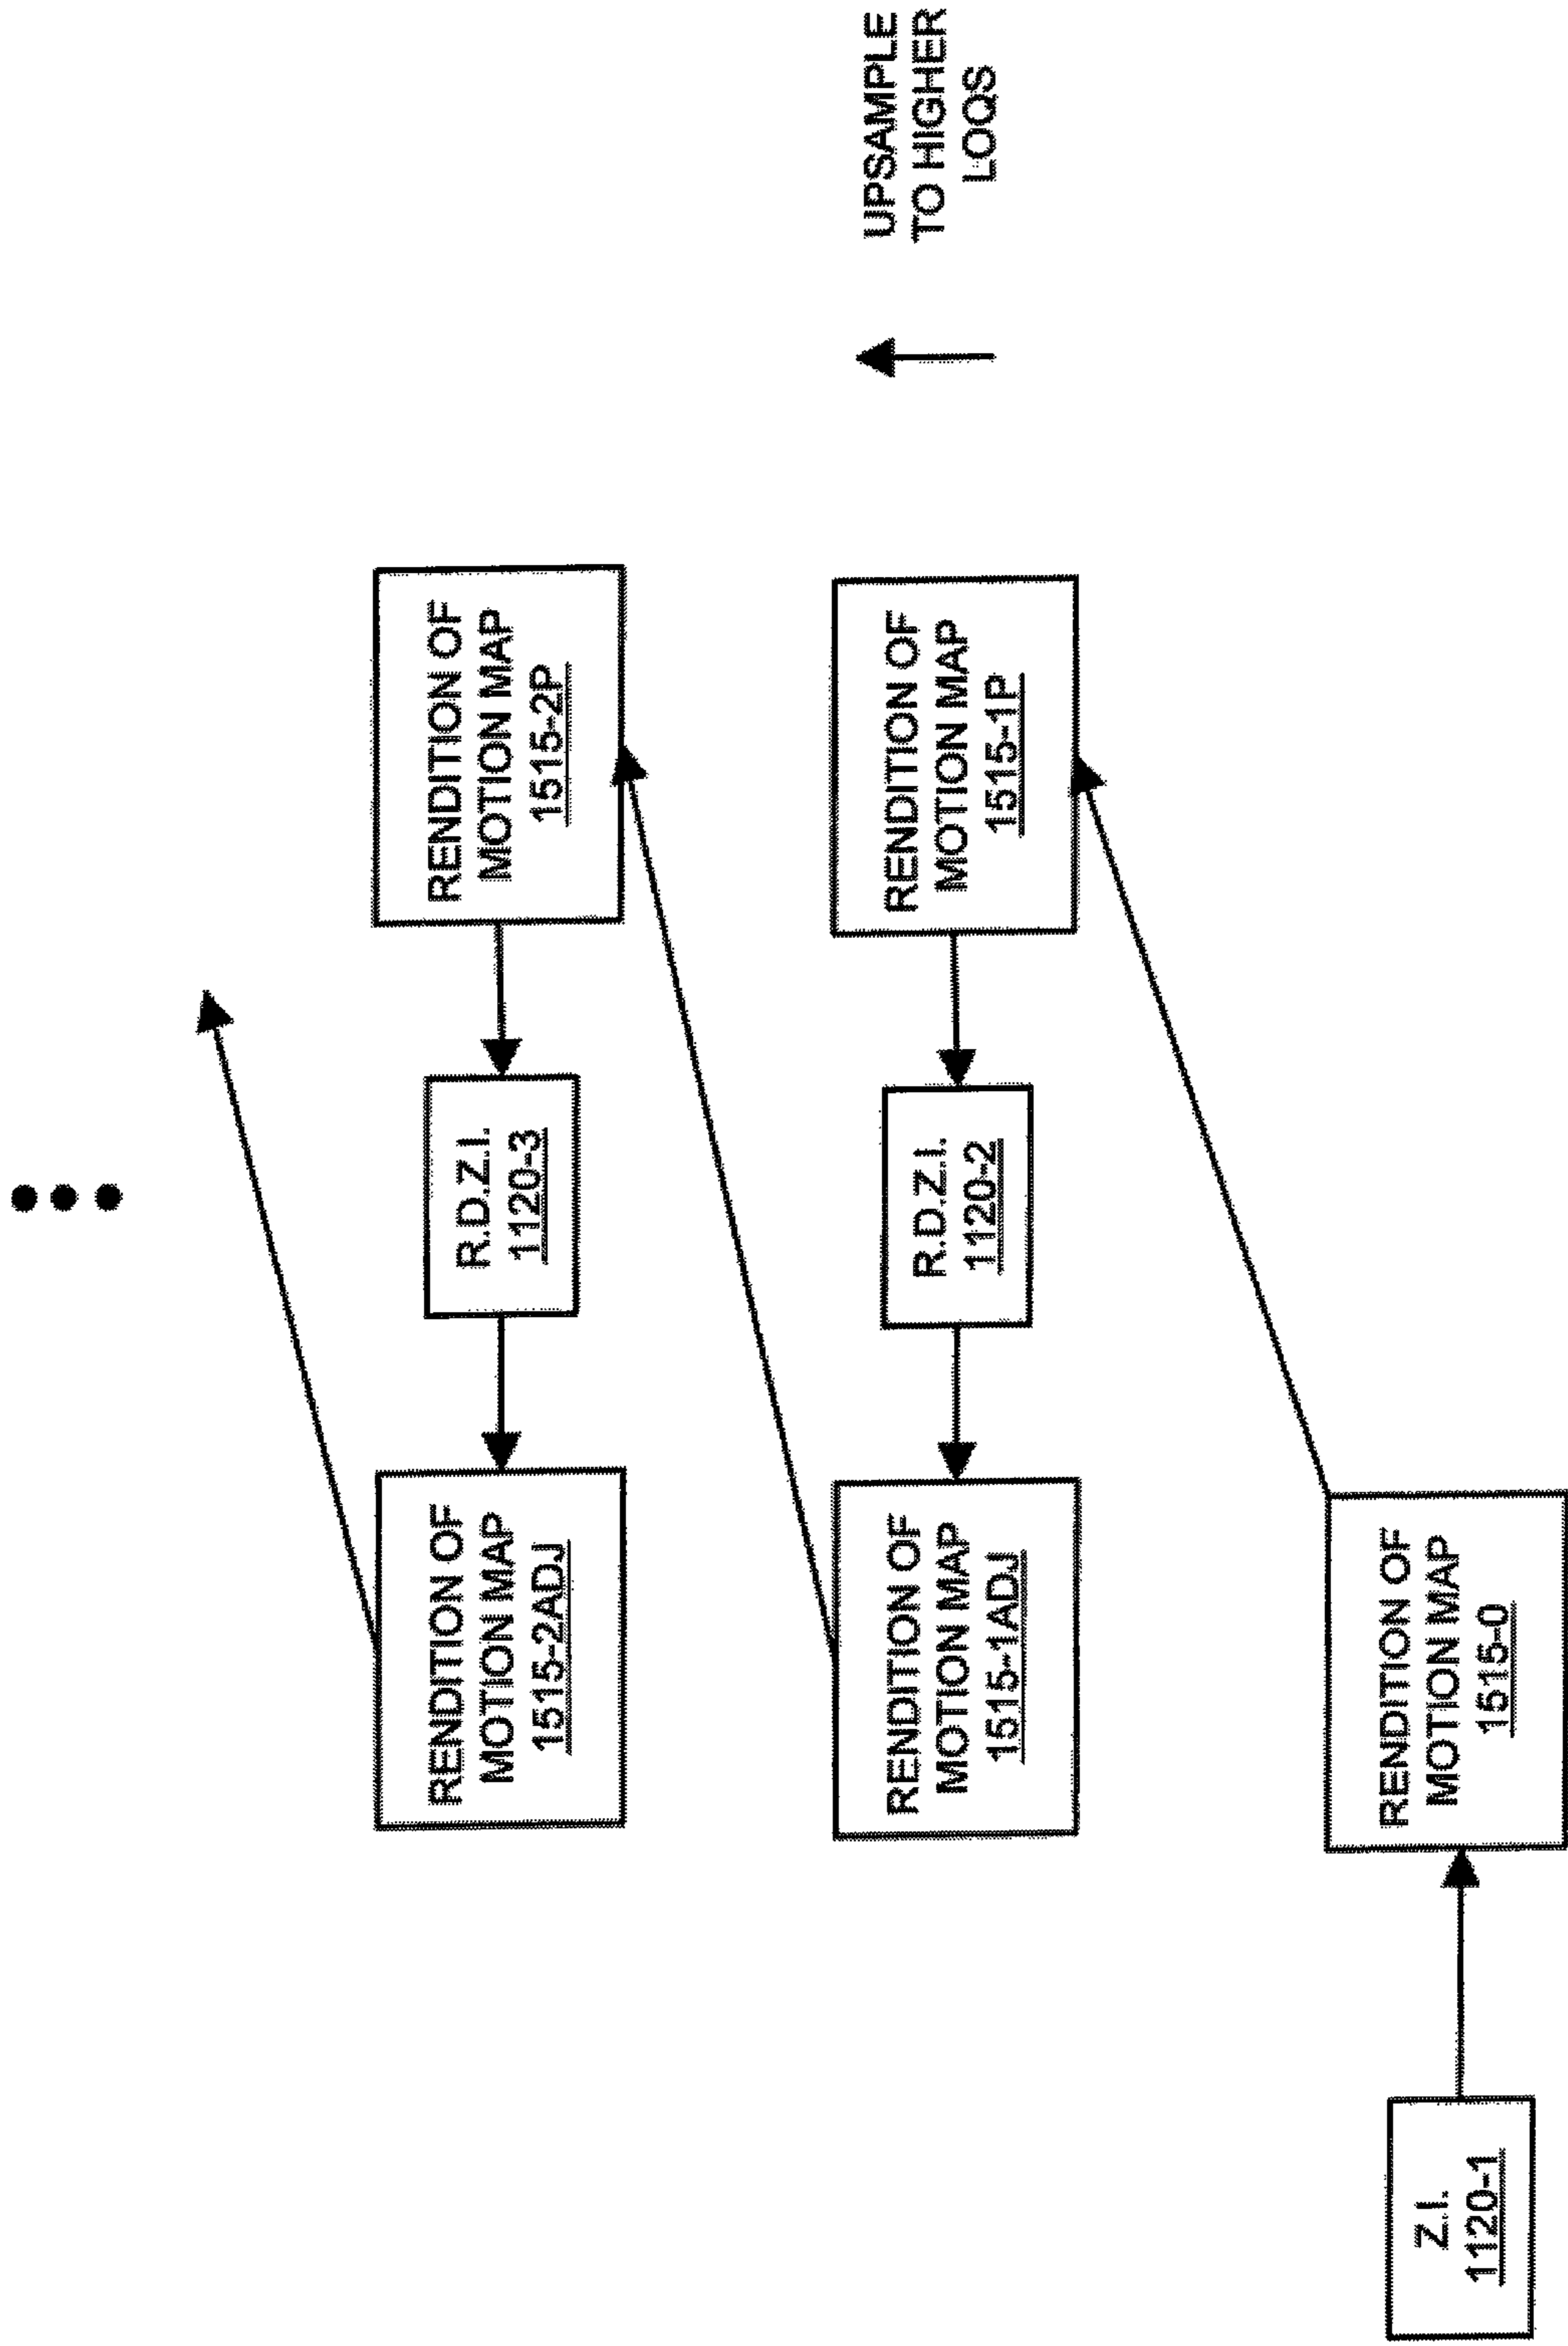 RENDITION OF
MOTION MAP
1515-2ADJ
R.D.Z.I.
1120-3
RENDITION OF
MOTION MAP
1515-2P
RENDITION OF
MOTION MAP
1515-1ADJ
R.D.Z.I.
1120-2
RENDITION OF
MOTION MAP
1515-1P
UPSAMPLE
TO HIGHER
LOQS
Z.I.
1120-1
RENDITION OF
MOTION MAP
1515-0